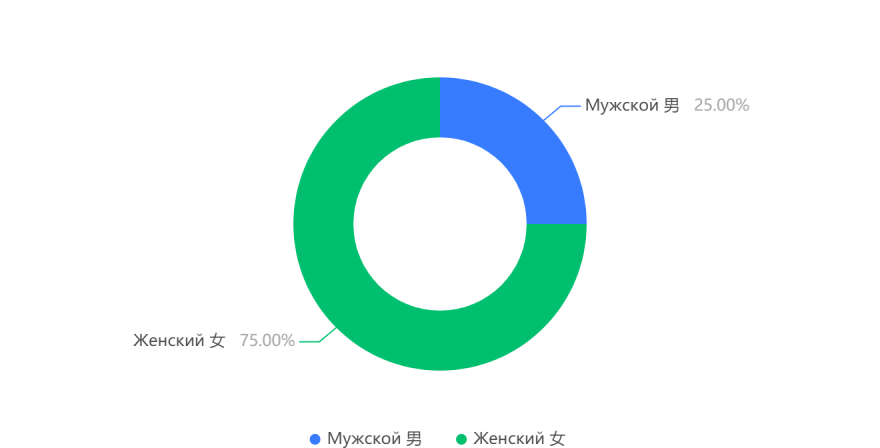 Мужской 男 25.00%
Женский 女 75.00%
Мужской 男 Женский 女